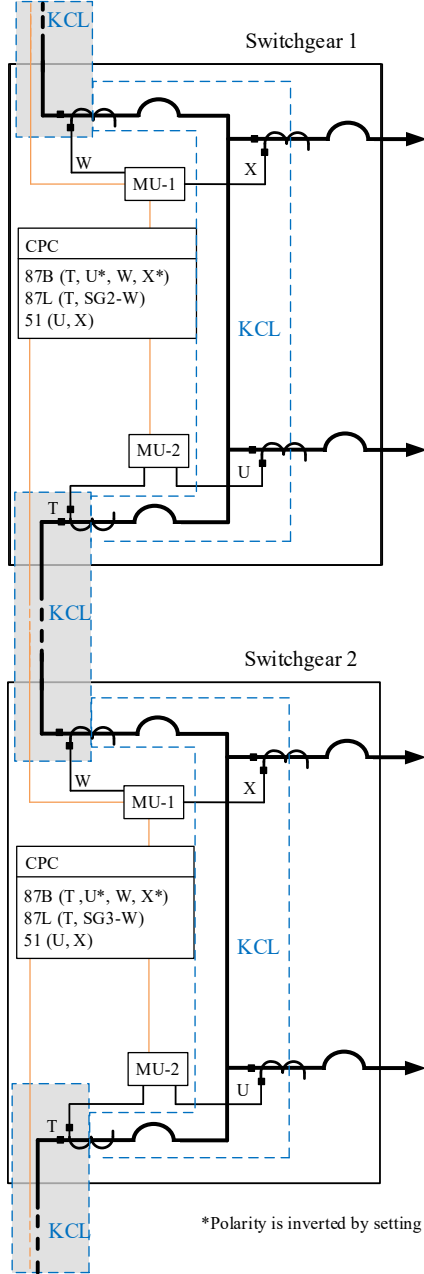 KCL
Switchgear 1
W
MU-1
X
CPC
87B (T, U*, W, X*)
87L (T, SG2-W)
51 (U, X)
KCL
MU-2
U
T
KCL
Switchgear 2
W
MU-1
X
CPC
87B (T ,U*, W, X*)
87L (T, SG3-W)
51 (U, X)
KCL
MU-2
U
T
*Polarity is inverted by setting
KCL